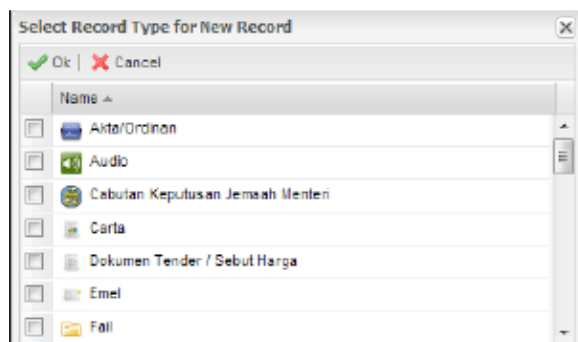 Select Record Type for New Record
Ok | Cancel
Name
Akta/Ordinan
Audio
Cabutan Keputusan Jemaah Menteri
Carta
Dokumen Tender / Sebut Harga
Emel
Fail